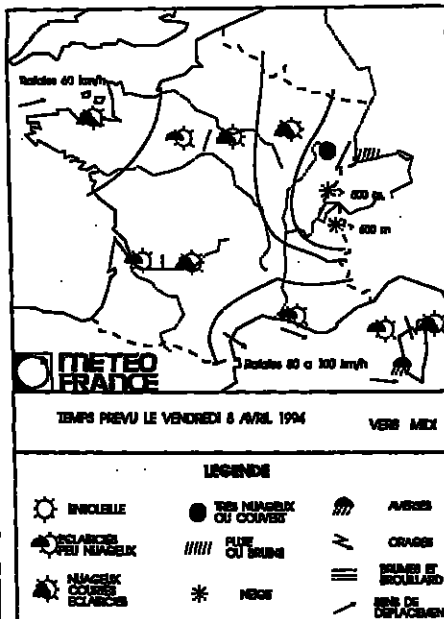 Rafales 60 km/h
600 m
600 m
Rafales 80 a 100 km/h
METEO
FRANCE
TEMPS PREVU LE VENDREDI 8 AVRIL 1994
VERS MIDI
LEGENDE
ENSOLEILLE
TRES NUAGEUX
OU COUVERT
AVERSES
ECLAIRCIES
PEU NUAGEUX
PLUIE
OU BRUINE
ORAGES
NUAGEUX
COURTES
ECLAIRCIES
NEIGE
BRUMES ET
BROUILLARD
SENS DE
DEPLACEMENT